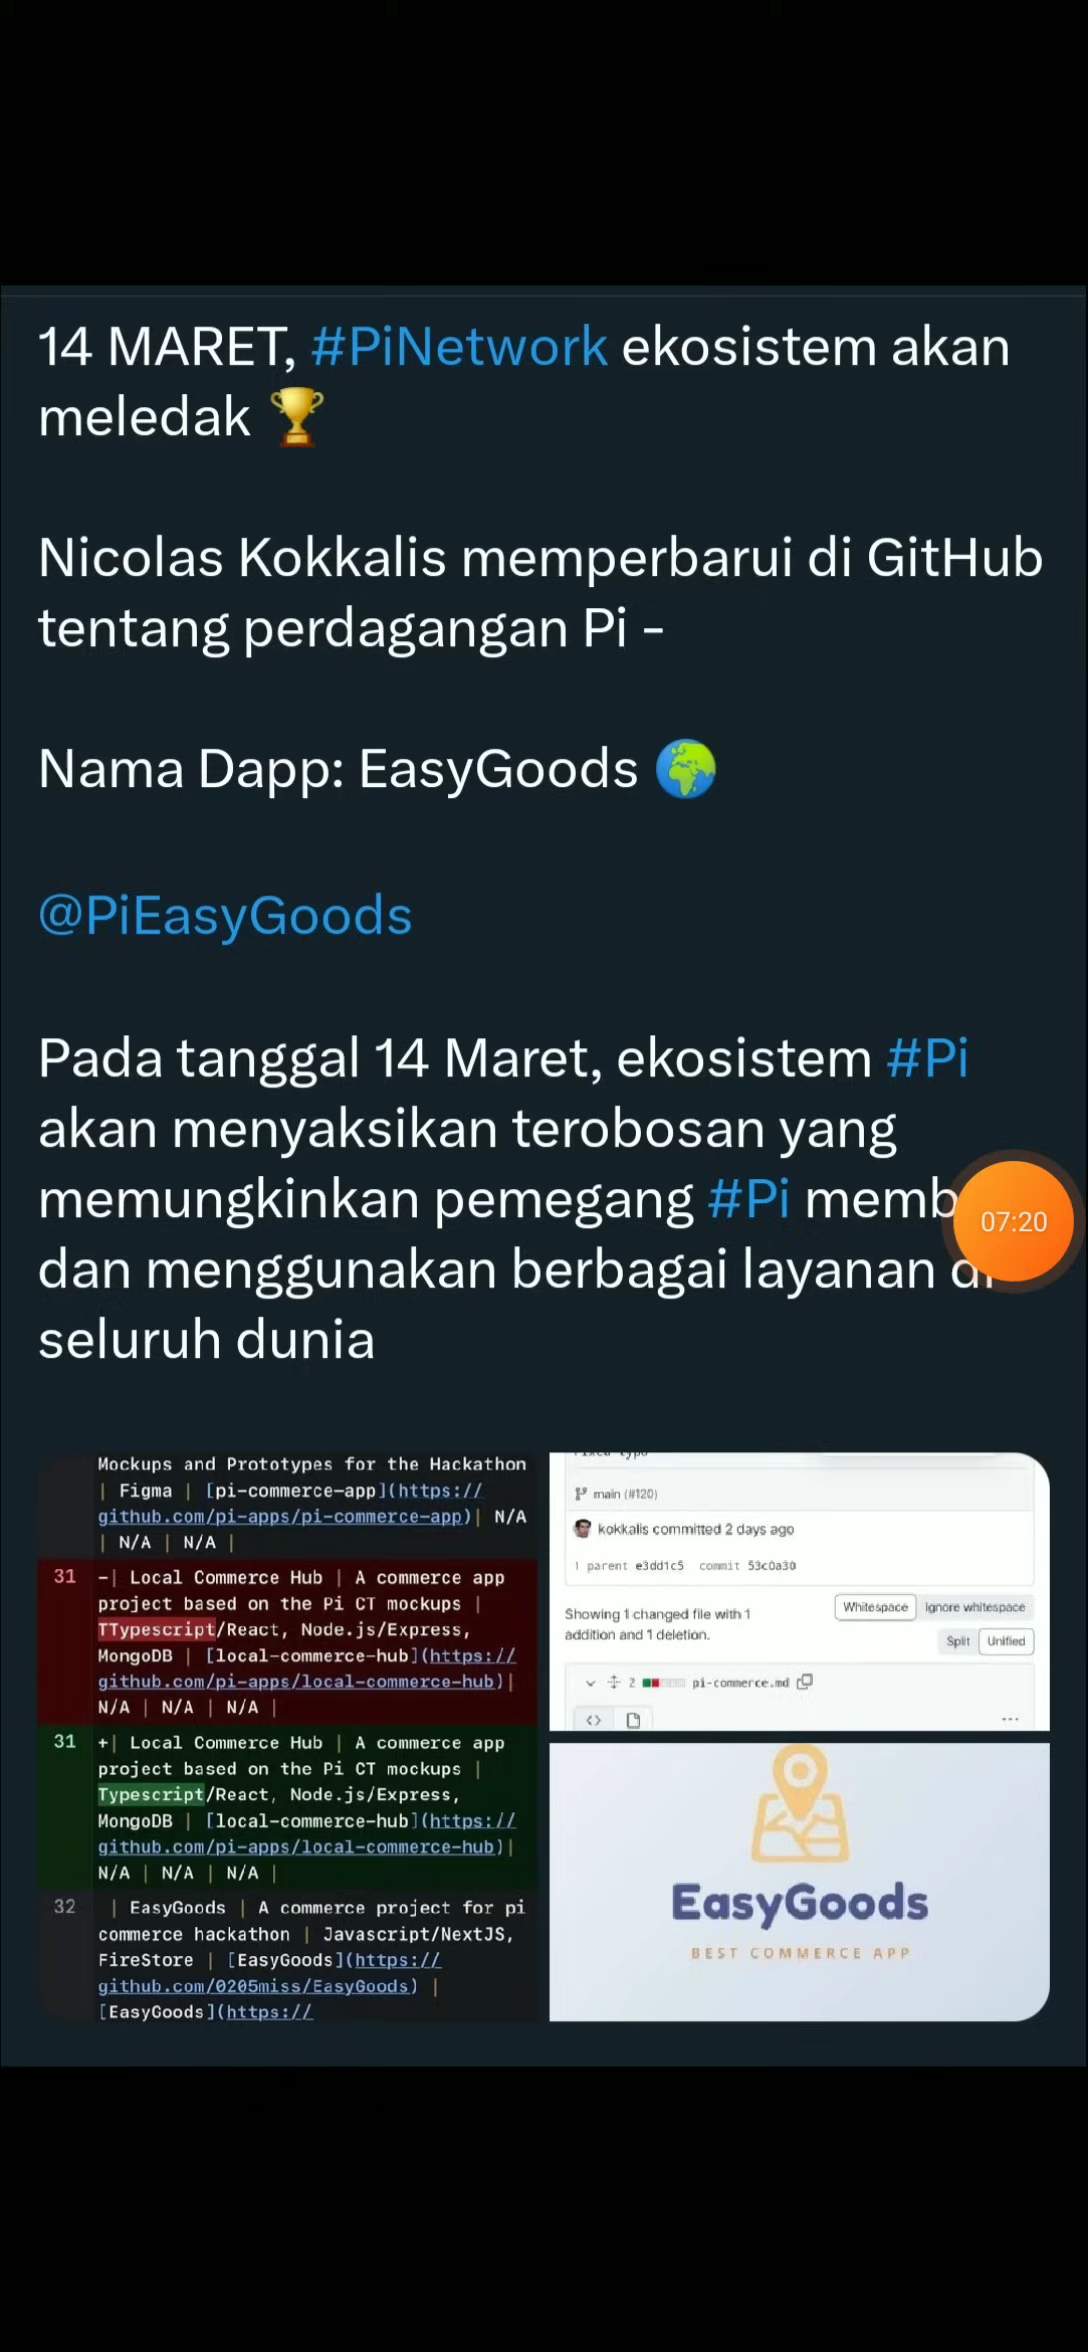 14 MARET, #PiNetwork ekosistem akan
meledak
Nicolas Kokkalis memperbarui di GitHub
tentang perdagangan Pi -
Nama Dapp: EasyGoods
@PiEasyGoods
Pada tanggal 14 Maret, ekosistem #Pi
akan menyaksikan terobosan yang
memungkinkan pemegang #Pi memb
07:20
dan menggunakan berbagai layanan di
seluruh dunia
Mockups and Prototypes for the Hackathon
| Figma | [pi-commerce-app](https://
github.com/pi-apps/pi-commerce-app)| N/A
| N/A | N/A |
31 -| Local Commerce Hub | A commerce app
project based on the Pi CT mockups |
TTypescript/React, Node.js/Express,
MongoDB | [local-commerce-hub](https://
github.com/pi-apps/local-commerce-hub)|
N/A | N/A | N/A |
31 +| Local Commerce Hub | A commerce app
project based on the Pi CT mockups |
Typescript/React, Node.js/Express,
MongoDB | [local-commerce-hub](https://
github.com/pi-apps/local-commerce-hub)|
N/A | N/A | N/A |
32 | EasyGoods | A commerce project for pi
commerce hackathon | Javascript/NextJS,
FireStore | [EasyGoods](https://
github.com/0205miss/EasyGoods) |
[EasyGoods](https://
main (#120)
kokkalis committed 2 days ago
1 parent e3dd1c5 commit 53c0a30
Showing 1 changed file with 1
addition and 1 deletion.
Whitespace Ignore whitespace
Split Unified
2 pi-commerce.md
EasyGoods
BEST COMMERCE APP